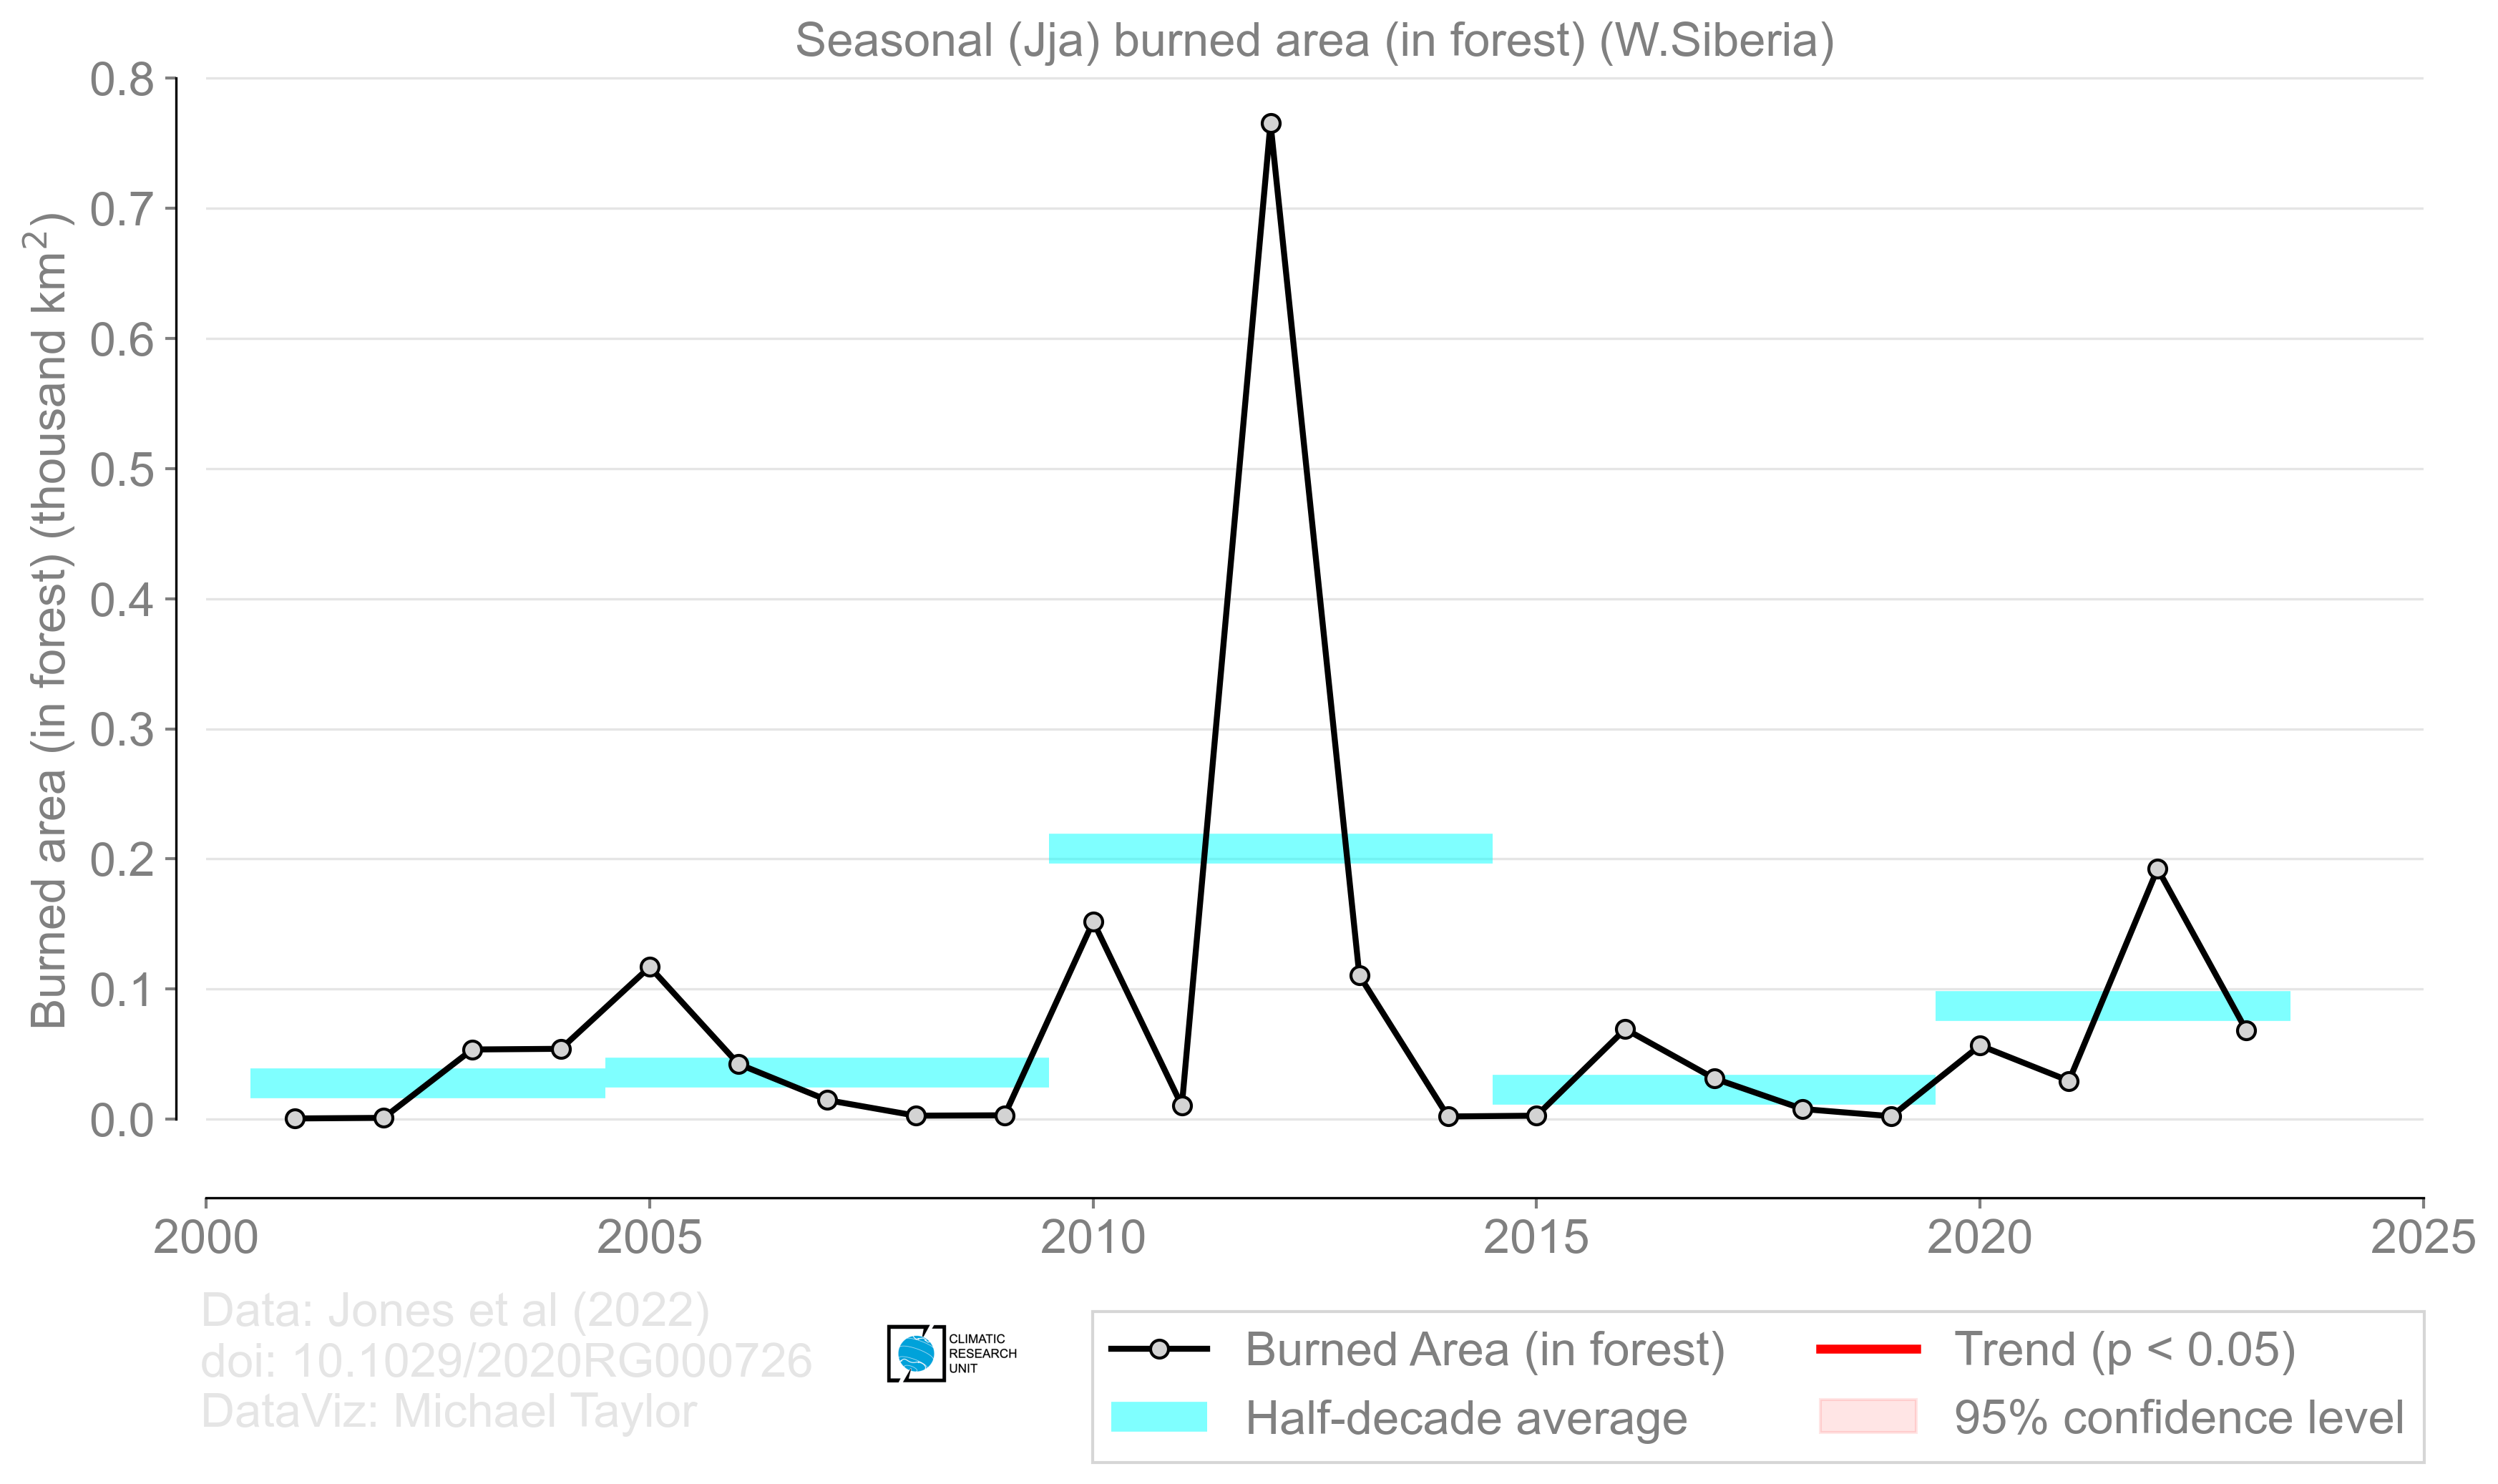 Seasonal (Jja) burned area (in forest) (W.Siberia)
Burned area (in forest) (thousand km²)
0.8
0.7
0.6
0.5
0.4
0.3
0.2
0.1
0.0
2000 2005 2010 2015 2020 2025
Data: Jones et al (2022)
doi: 10.1029/2020RG000726
DataViz: Michael Taylor
CLIMATIC
RESEARCH
UNIT
Burned Area (in forest)
Half-decade average
Trend (p < 0.05)
95% confidence level